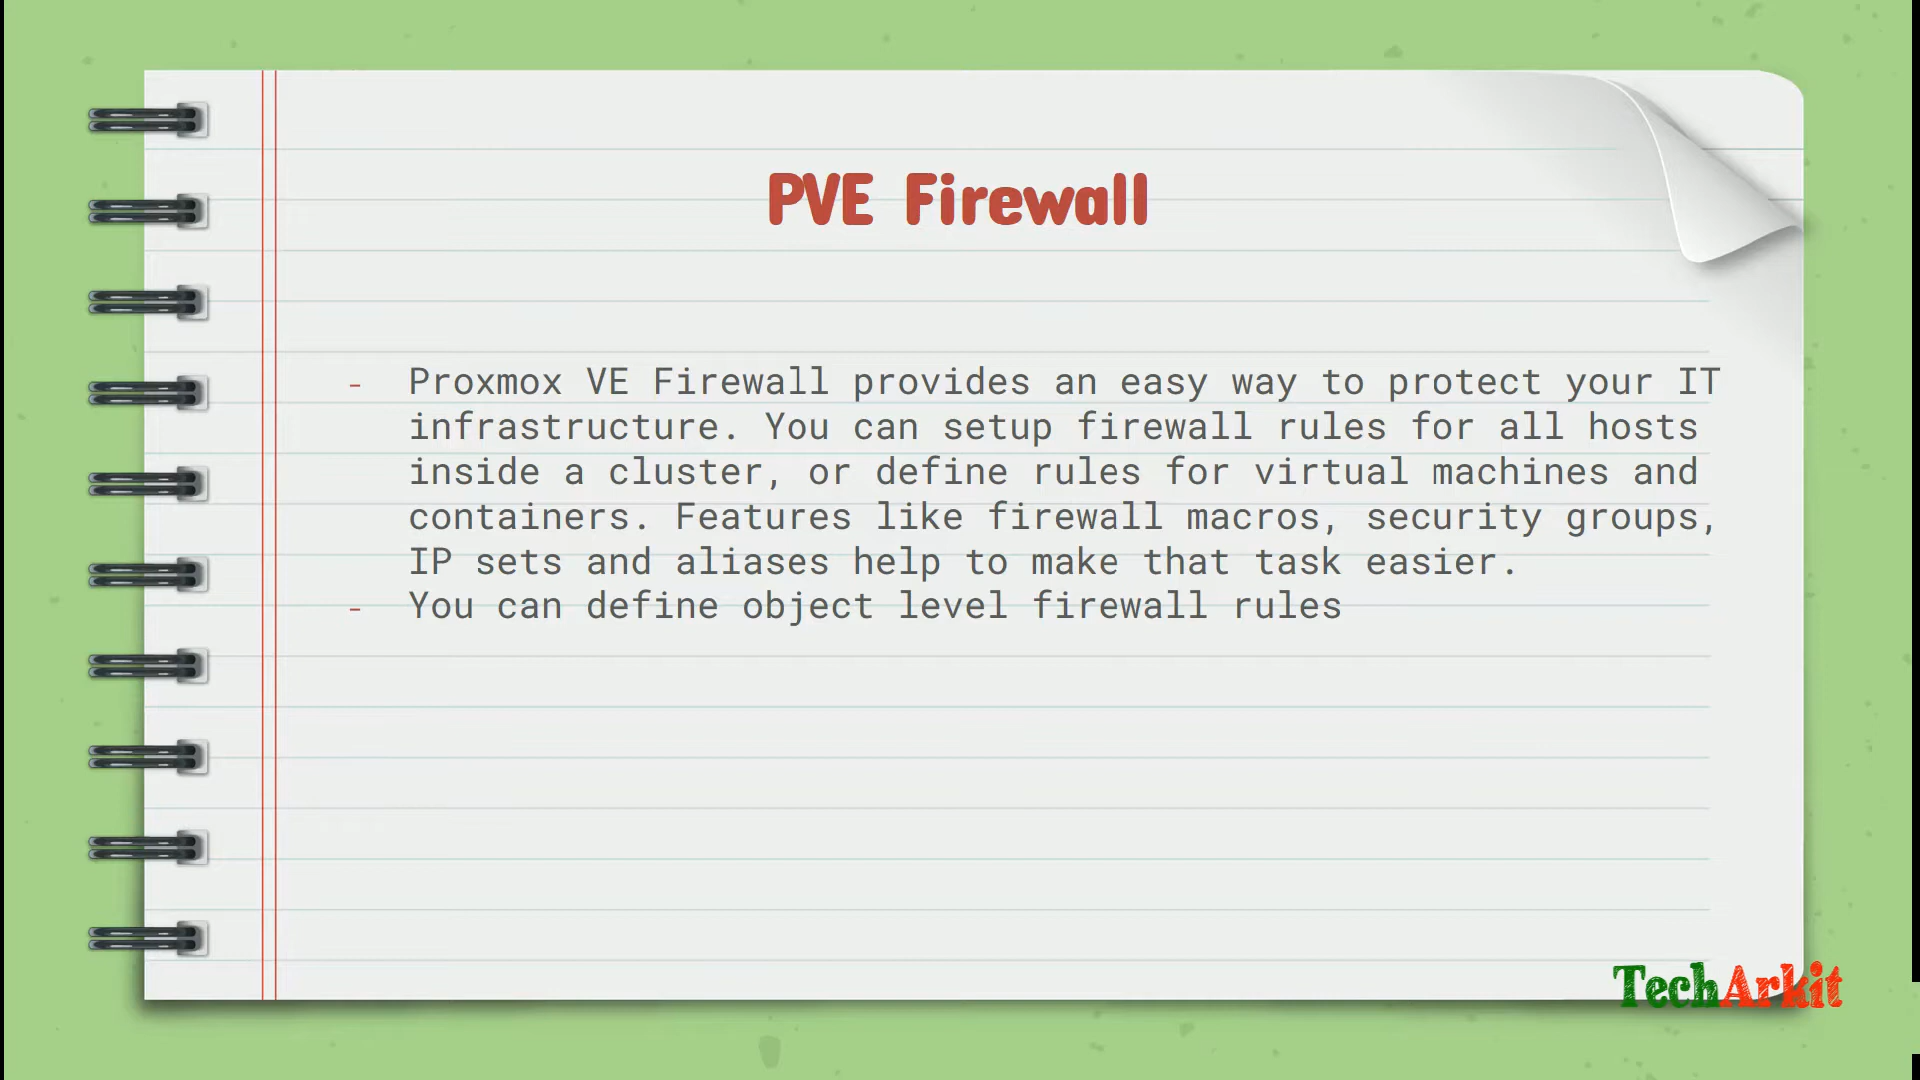 PVE Firewall
- Proxmox VE Firewall provides an easy way to protect your IT
infrastructure. You can setup firewall rules for all hosts
inside a cluster, or define rules for virtual machines and
containers. Features like firewall macros, security groups,
IP sets and aliases help to make that task easier.
- You can define object level firewall rules
TechArkit